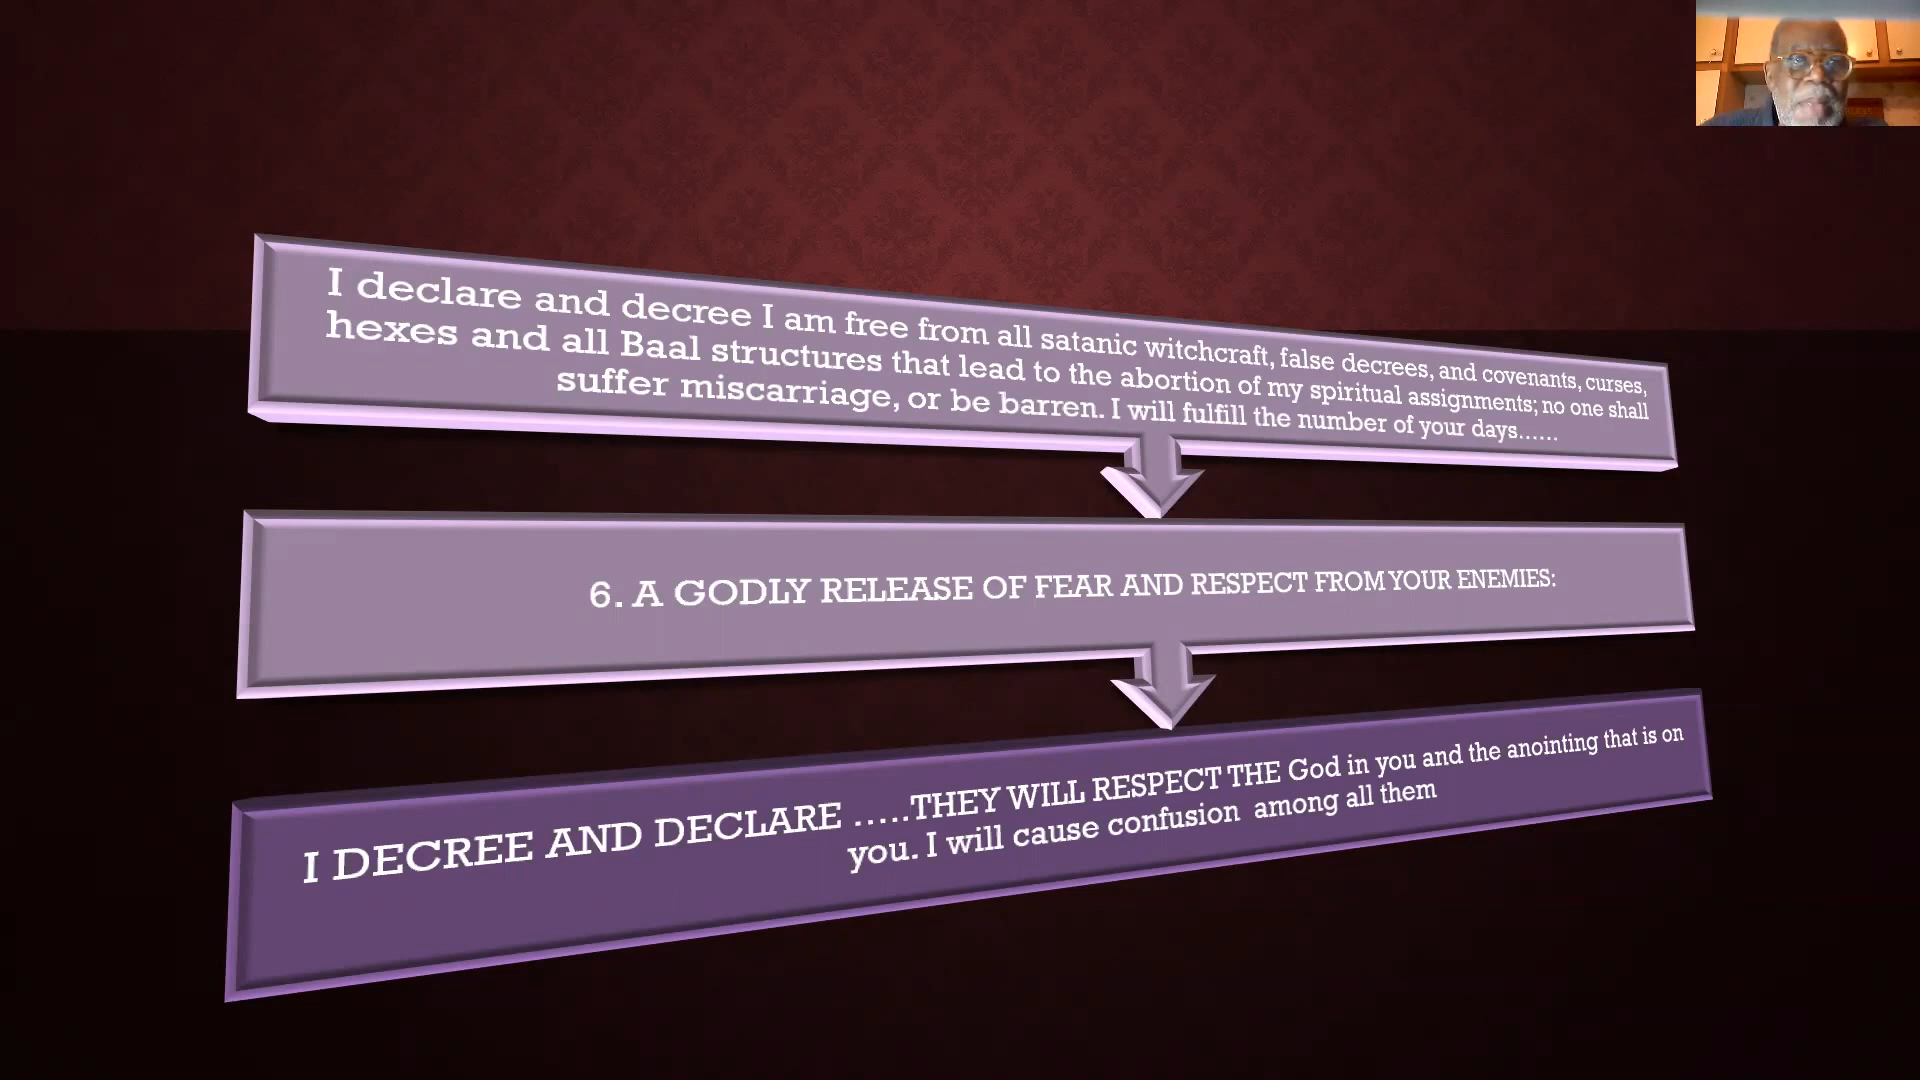 I declare and decree I am free from all satanic witchcraft, false decrees, and covenants, curses,
hexes and all Baal structures that lead to the abortion of my spiritual assignments; no one shall
suffer miscarriage, or be barren. I will fulfill the number of your days......
6. A GODLY RELEASE OF FEAR AND RESPECT FROM YOUR ENEMIES:
I DECREE AND DECLARE .....THEY WILL RESPECT THE God in you and the anointing that is on
you. I will cause confusion  among all them